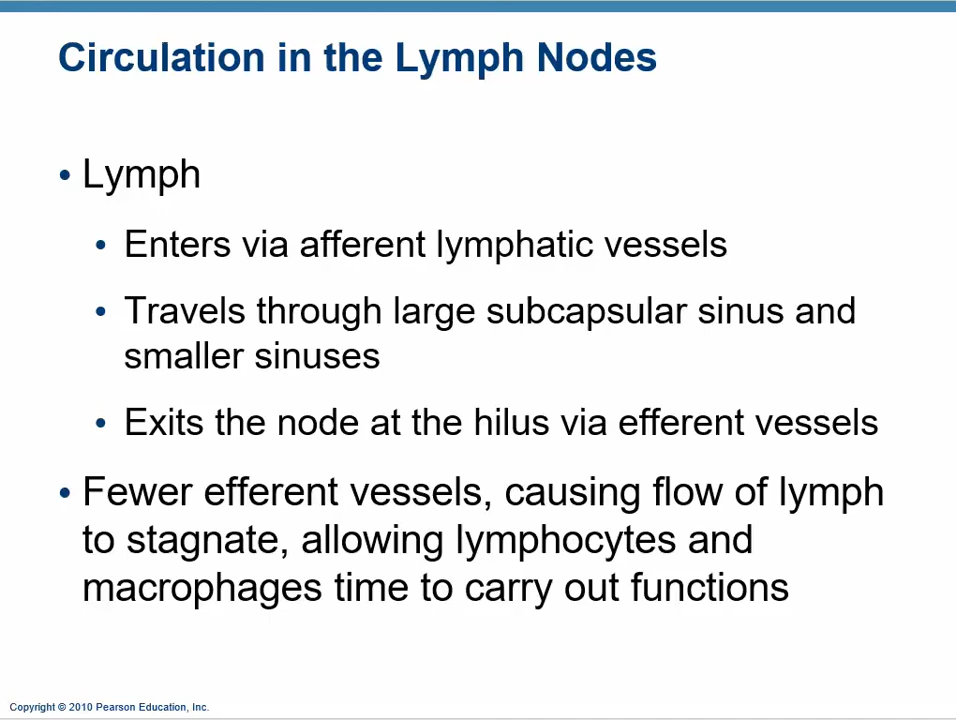 Circulation in the Lymph Nodes
• Lymph
• Enters via afferent lymphatic vessels
• Travels through large subcapsular sinus and
smaller sinuses
• Exits the node at the hilus via efferent vessels
• Fewer efferent vessels, causing flow of lymph
to stagnate, allowing lymphocytes and
macrophages time to carry out functions
Copyright © 2010 Pearson Education, Inc.